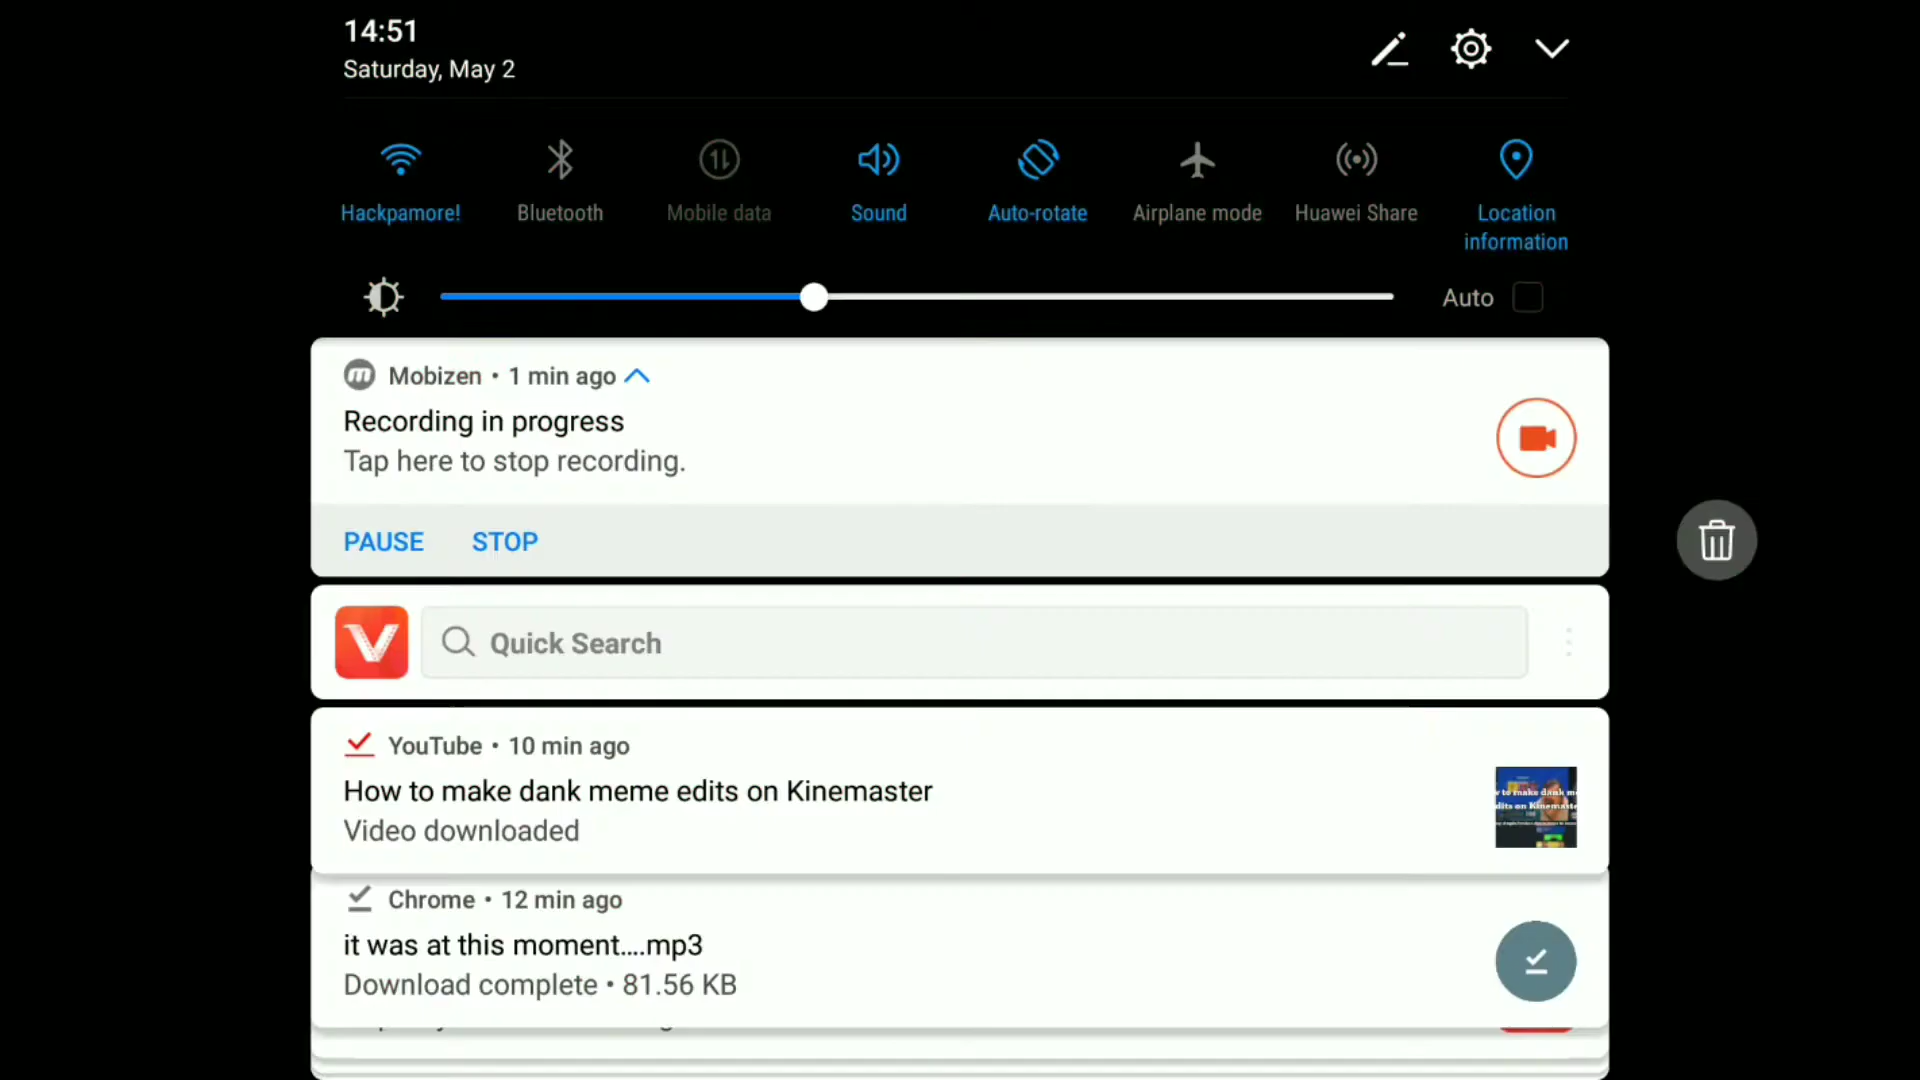 14:51
Saturday, May 2
Hackpamore!
Bluetooth
Mobile data
Sound
Auto-rotate
Airplane mode
Huawei Share
Location
information
Auto
Mobizen • 1 min ago
Recording in progress
Tap here to stop recording.
PAUSE STOP
Quick Search
YouTube • 10 min ago
How to make dank meme edits on Kinemaster
Video downloaded
Chrome • 12 min ago
it was at this moment....mp3
Download complete • 81.56 KB